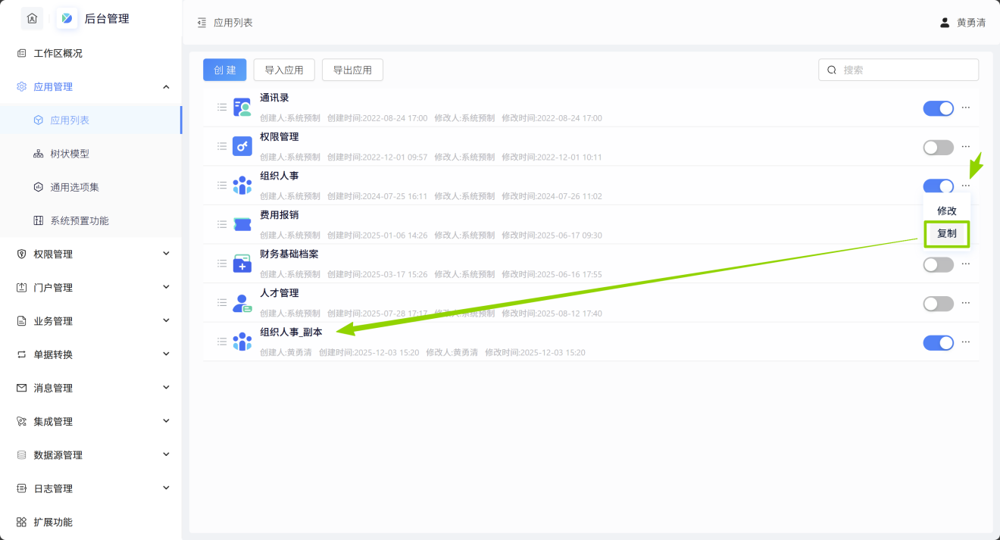 后台管理
工作区概况
应用管理
应用列表
树状模型
通用选项集
系统预置功能
权限管理
门户管理
业务管理
单据转换
消息管理
集成管理
数据源管理
日志管理
扩展功能
应用列表
黄勇清
创 建 导入应用 导出应用 搜索
通讯录
创建人:系统预制 创建时间:2022-08-24 17:00 修改人:系统预制 修改时间:2022-08-24 17:00
权限管理
创建人:系统预制 创建时间:2022-12-01 09:57 修改人:系统预制 修改时间:2022-12-01 10:11
组织人事
创建人:系统预制 创建时间:2024-07-25 16:11 修改人:系统预制 修改时间:2024-07-26 11:02
修改
复制
费用报销
创建人:系统预制 创建时间:2025-01-06 14:26 修改人:系统预制 修改时间:2025-06-17 09:30
财务基础档案
创建人:系统预制 创建时间:2025-03-17 15:26 修改人:系统预制 修改时间:2025-06-16 17:55
人才管理
创建人:系统预制 创建时间:2025-07-28 17:17 修改人:系统预制 修改时间:2025-08-12 17:40
组织人事_副本
创建人:黄勇清 创建时间:2025-12-03 15:20 修改人:黄勇清 修改时间:2025-12-03 15:20